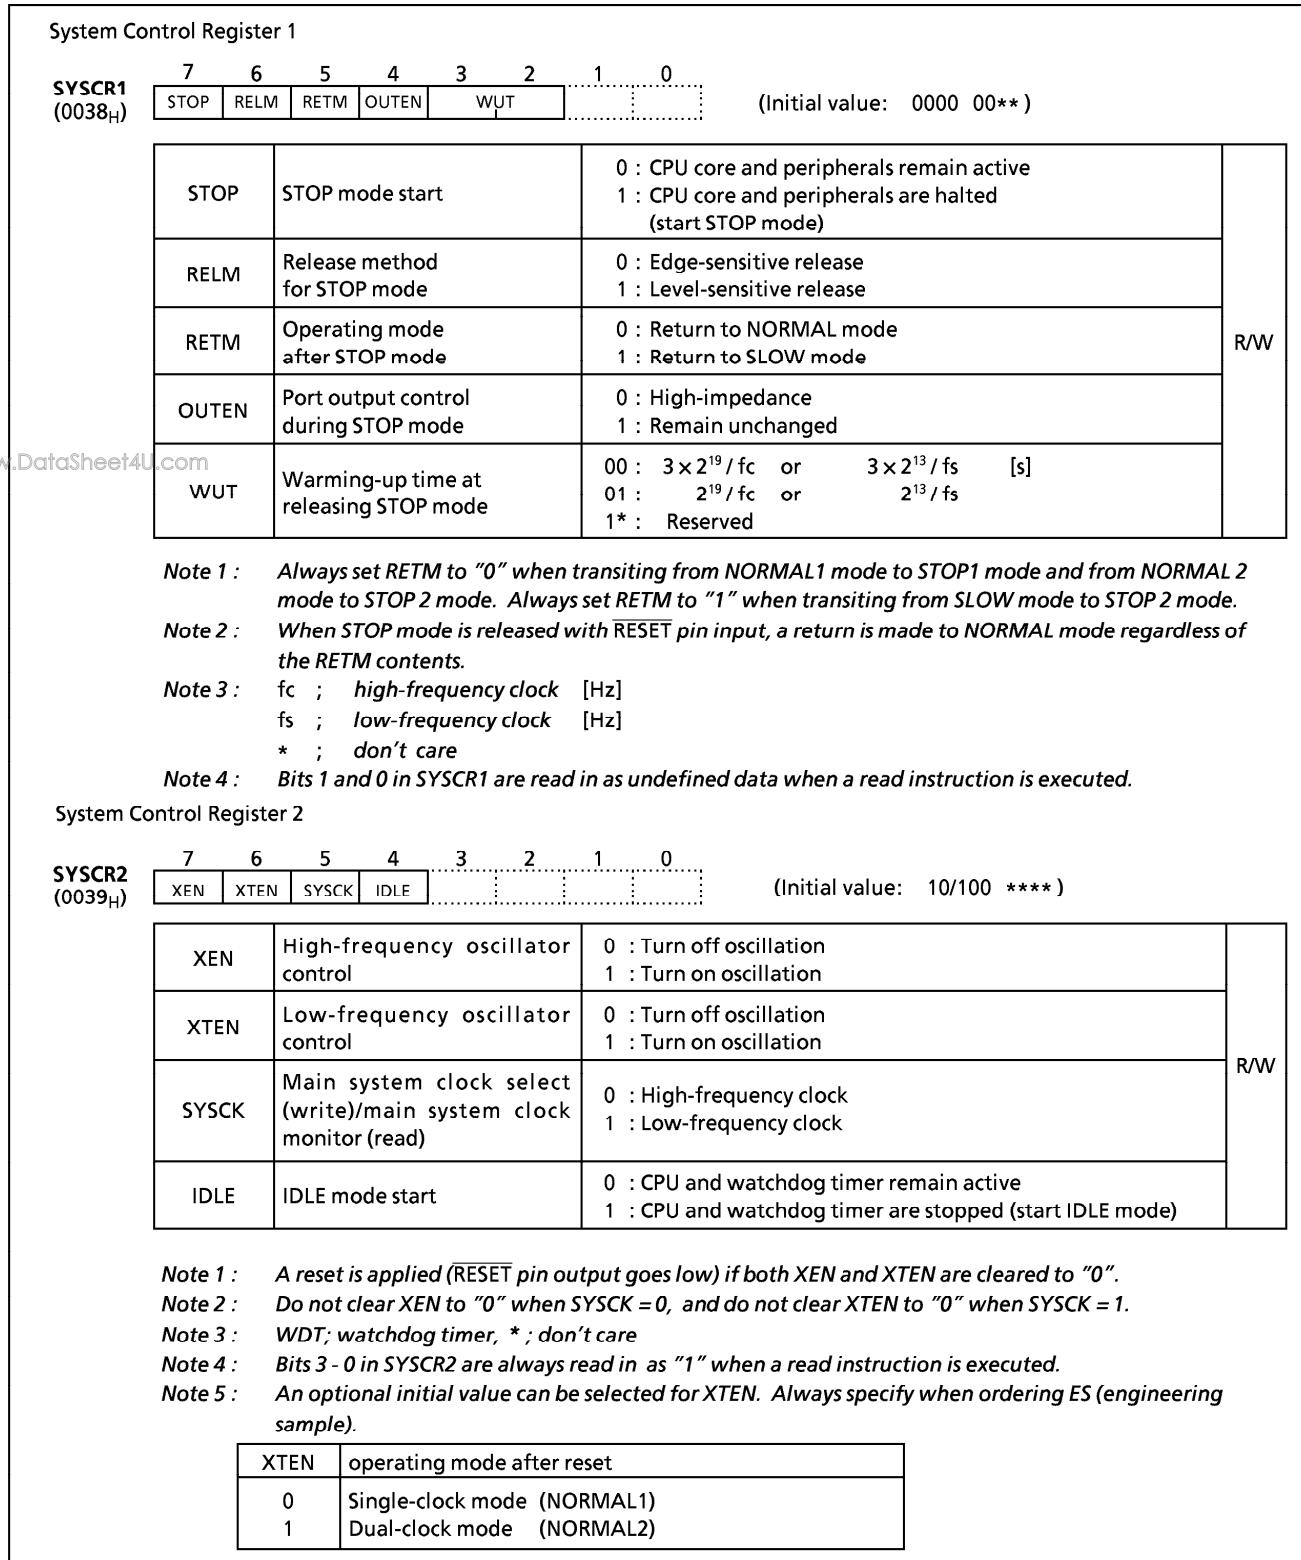 System Control Register 1
7 6 5 4 3 2 1 0
SYSCR1 (0038H)
STOP RELM RETM OUTEN WUT
(Initial value: 0000 00**)
STOP STOP mode start
0 : CPU core and peripherals remain active
1 : CPU core and peripherals are halted
(start STOP mode)
RELM Release method
for STOP mode
0 : Edge-sensitive release
1 : Level-sensitive release
RETM Operating mode
after STOP mode
0 : Return to NORMAL mode
1 : Return to SLOW mode
OUTEN Port output control
during STOP mode
0 : High-impedance
1 : Remain unchanged
WUT Warming-up time at
releasing STOP mode
00 : 3 × 2¹⁹ / fc or 3 × 2¹³ / fs [s]
01 : 2¹⁹ / fc or 2¹³ / fs
1* : Reserved
R/W
w.DataSheet4U.com
Note 1 : Always set RETM to "0" when transiting from NORMAL1 mode to STOP1 mode and from NORMAL 2
mode to STOP 2 mode. Always set RETM to "1" when transiting from SLOW mode to STOP 2 mode.
Note 2 : When STOP mode is released with RESET pin input, a return is made to NORMAL mode regardless of
the RETM contents.
Note 3 : fc ; high-frequency clock [Hz]
fs ; low-frequency clock [Hz]
* ; don't care
Note 4 : Bits 1 and 0 in SYSCR1 are read in as undefined data when a read instruction is executed.
System Control Register 2
7 6 5 4 3 2 1 0
SYSCR2 (0039H)
XEN XTEN SYSCK IDLE
(Initial value: 10/100 ****)
XEN High-frequency oscillator
control
0 : Turn off oscillation
1 : Turn on oscillation
XTEN Low-frequency oscillator
control
0 : Turn off oscillation
1 : Turn on oscillation
SYSCK Main system clock select
(write)/main system clock
monitor (read)
0 : High-frequency clock
1 : Low-frequency clock
IDLE IDLE mode start
0 : CPU and watchdog timer remain active
1 : CPU and watchdog timer are stopped (start IDLE mode)
R/W
Note 1 : A reset is applied (RESET pin output goes low) if both XEN and XTEN are cleared to "0".
Note 2 : Do not clear XEN to "0" when SYSCK = 0, and do not clear XTEN to "0" when SYSCK = 1.
Note 3 : WDT; watchdog timer, * ; don't care
Note 4 : Bits 3 - 0 in SYSCR2 are always read in as "1" when a read instruction is executed.
Note 5 : An optional initial value can be selected for XTEN. Always specify when ordering ES (engineering
sample).
XTEN operating mode after reset
0 Single-clock mode (NORMAL1)
1 Dual-clock mode (NORMAL2)